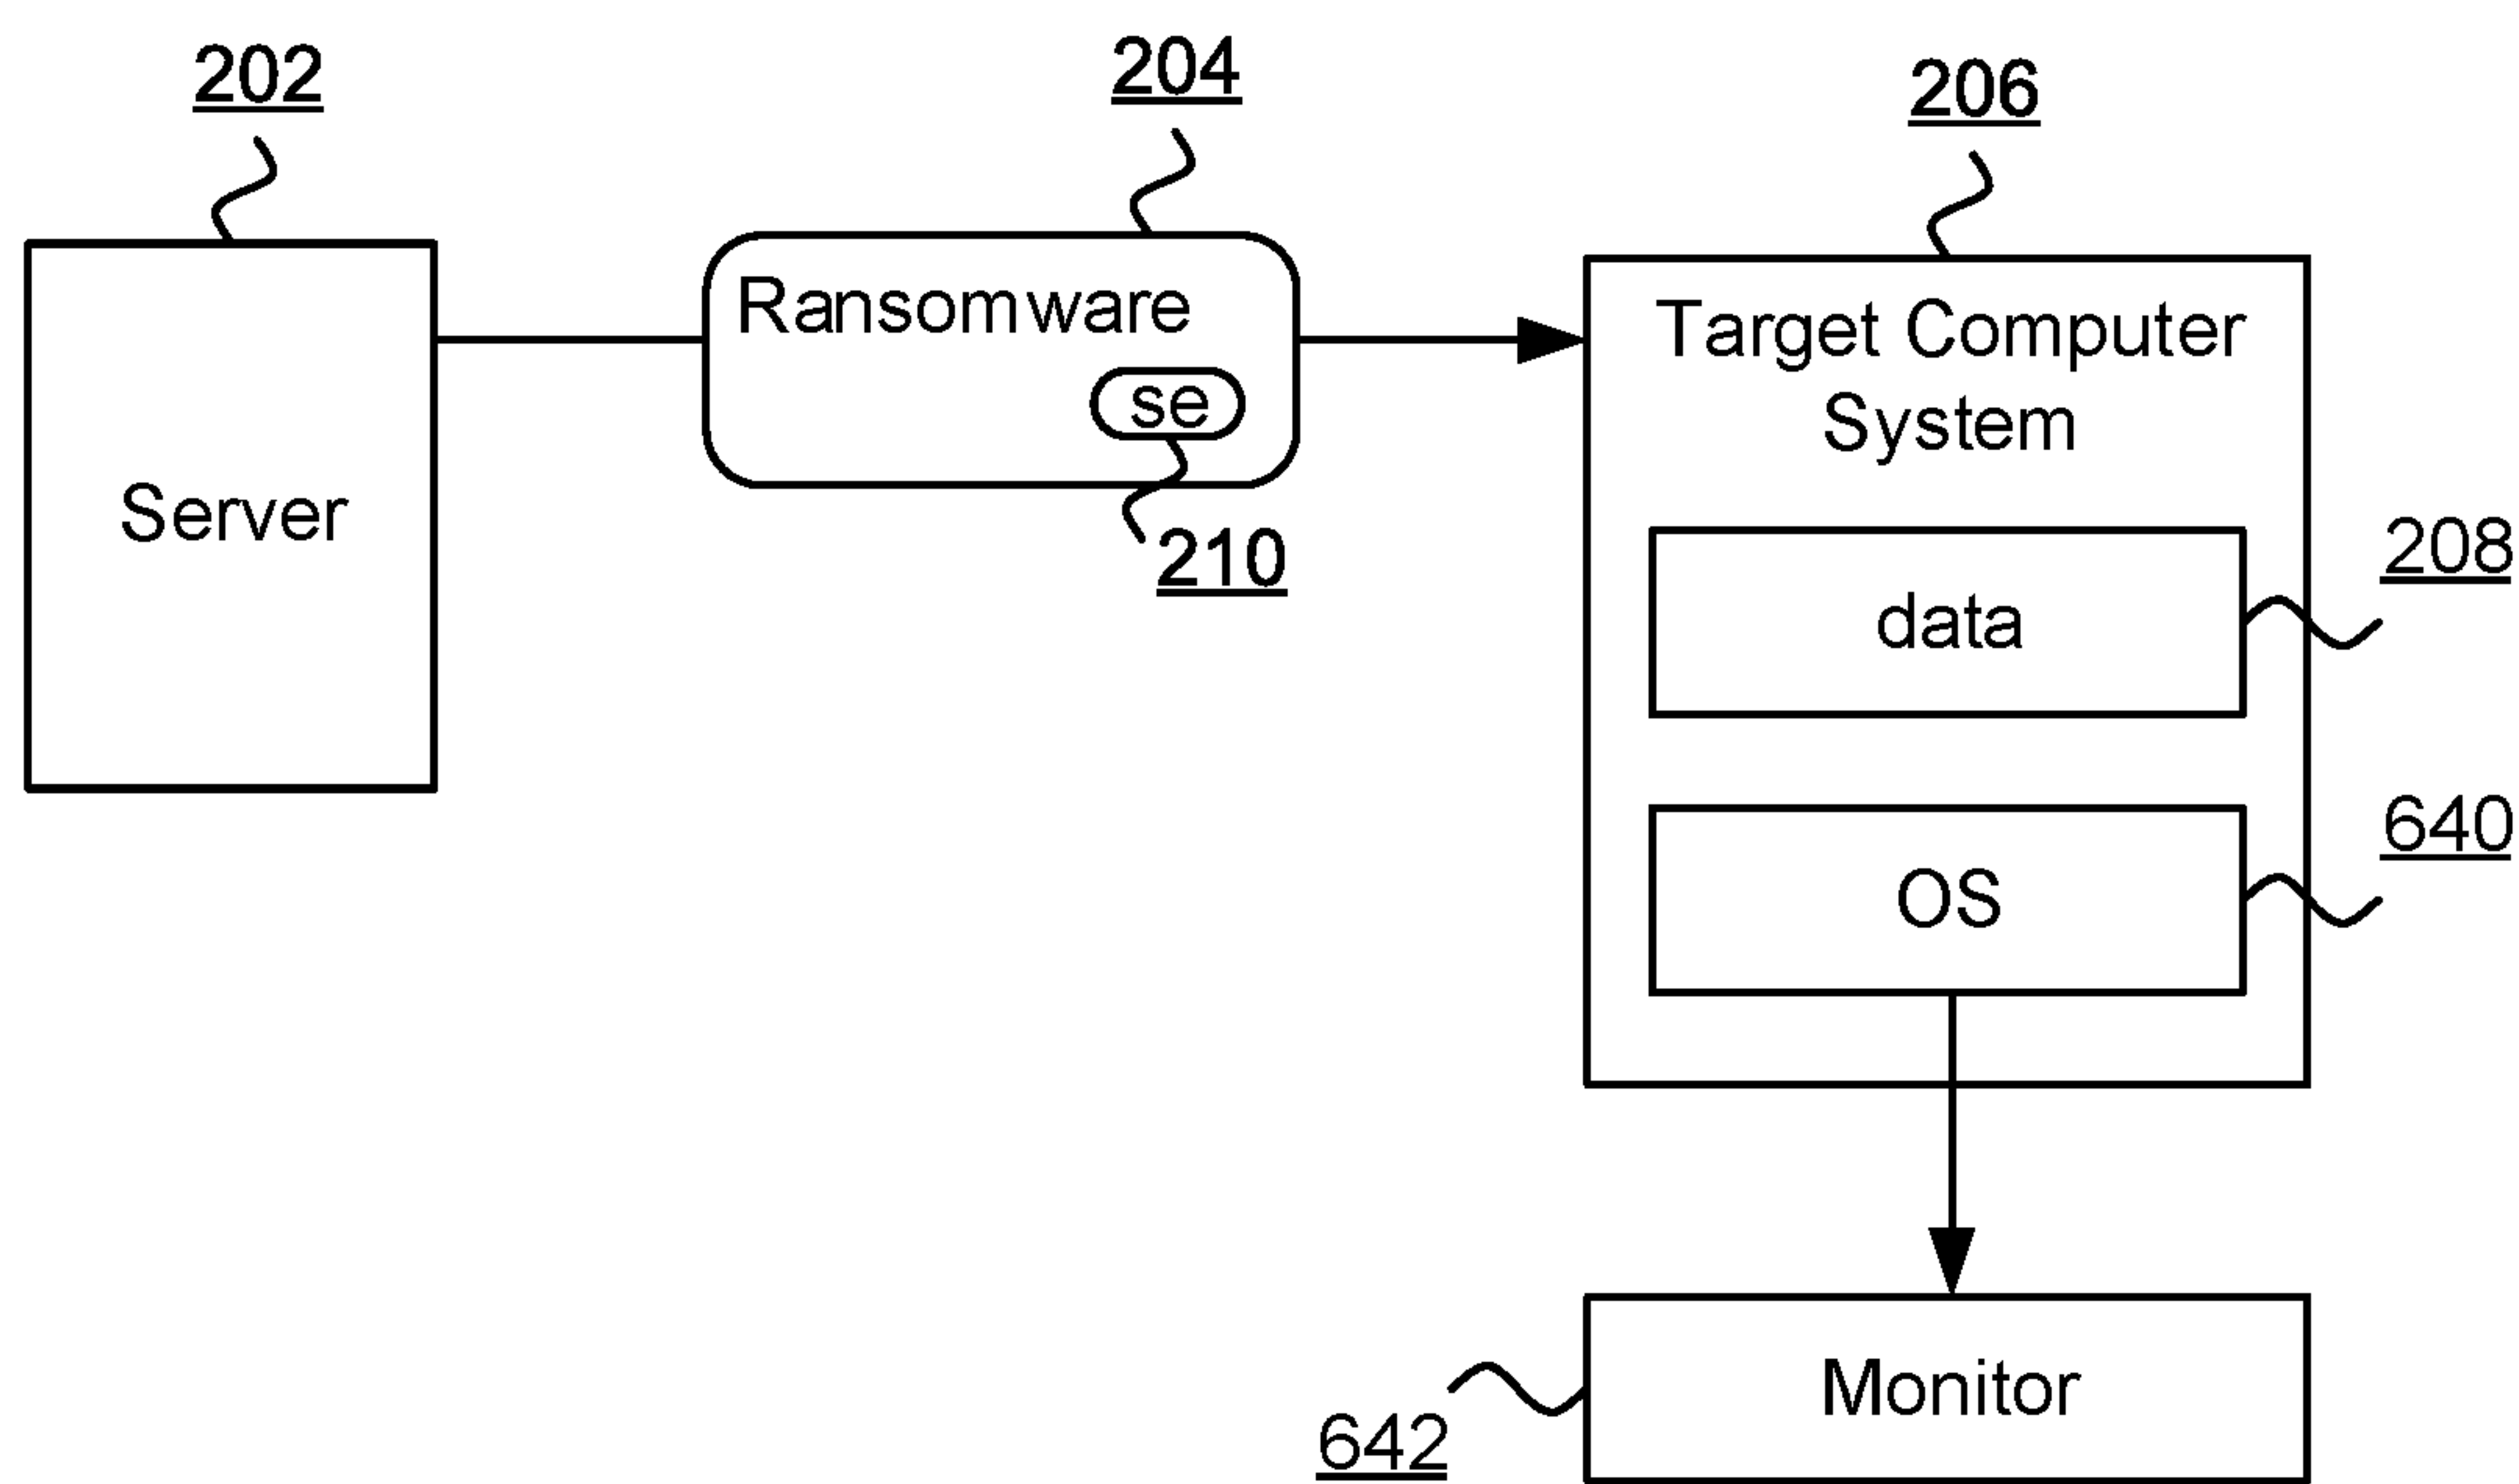 202
204
206
Ransomware
Target Computer
System
se
Server
210
208
data
640
OS
Monitor
642